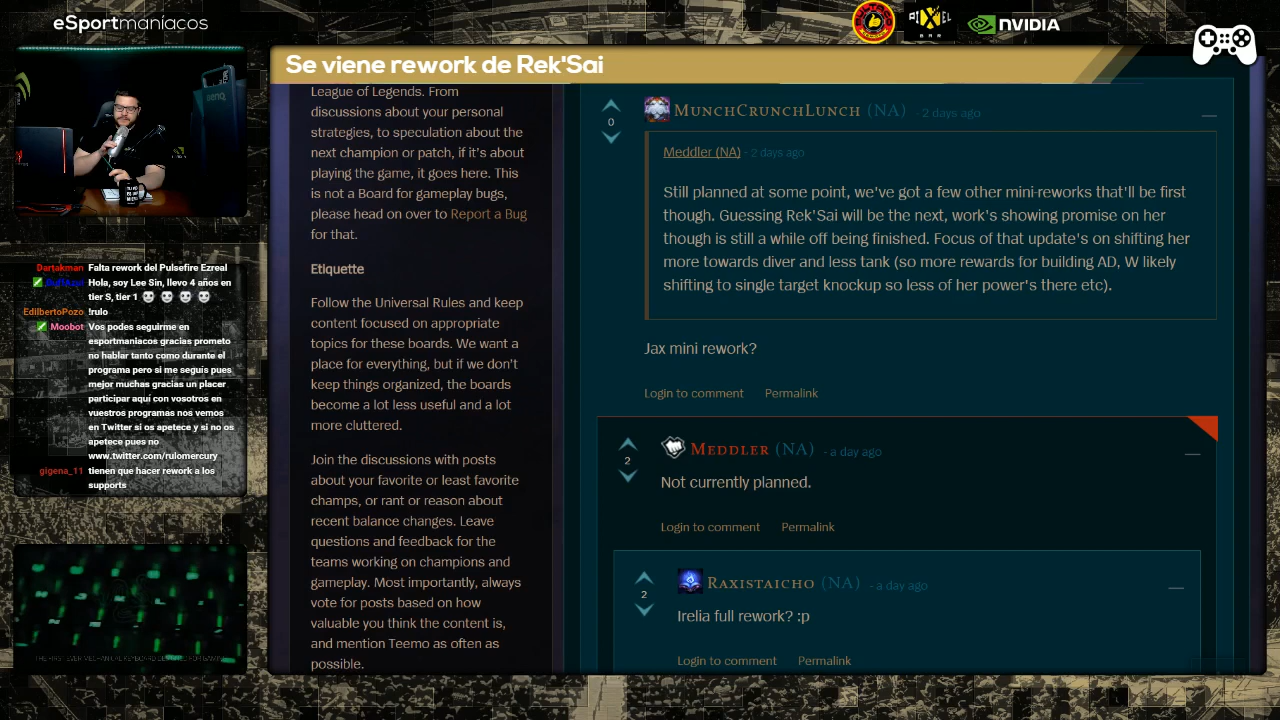 eSportmaníacos
NVIDIA
Se viene rework de Rek'Sai
League of Legends. From
discussions about your personal
strategies, to speculation about the
next champion or patch, if it's about
playing the game, it goes here. This
is not a Board for gameplay bugs,
please head on over to Report a Bug
for that.
Etiquette
Follow the Universal Rules and keep
content focused on appropriate
topics for these boards. We want a
place for everything, but if we don't
keep things organized, the boards
become a lot less useful and a lot
more cluttered.
Join the discussions with posts
about your favorite or least favorite
champs, or rant or reason about
recent balance changes. Leave
questions and feedback for the
teams working on champions and
gameplay. Most importantly, always
vote for posts based on how
valuable you think the content is,
and mention Teemo as often as
possible.
0
MunchCrunchLunch (NA) - 2 days ago
Meddler (NA) - 2 days ago
Still planned at some point, we've got a few other mini-reworks that'll be first
though. Guessing Rek'Sai will be the next, work's showing promise on her
though is still a while off being finished. Focus of that update's on shifting her
more towards diver and less tank (so more rewards for building AD, W likely
shifting to single target knockup so less of her power's there etc).
Jax mini rework?
Login to comment Permalink
2
Meddler (NA) - a day ago
Not currently planned.
Login to comment Permalink
2
Raxistaicho (NA) - a day ago
Irelia full rework? :p
Login to comment Permalink
Dartakman Falta rework del Pulsefire Ezreal
Hola, soy Lee Sin, llevo 4 años en
tier S, tier 1
EdilbertoPozo !rulo
Moobot Vos podes seguirme en
esportmaniacos gracias prometo
no hablar tanto como durante el
programa pero si me seguis pues
mejor muchas gracias un placer
participar aquí con vosotros en
vuestros programas nos vemos
en Twitter si os apetece y si no os
apetece pues no
www.twitter.com/rulomercury
gigena_11 tienen que hacer rework a los
supports